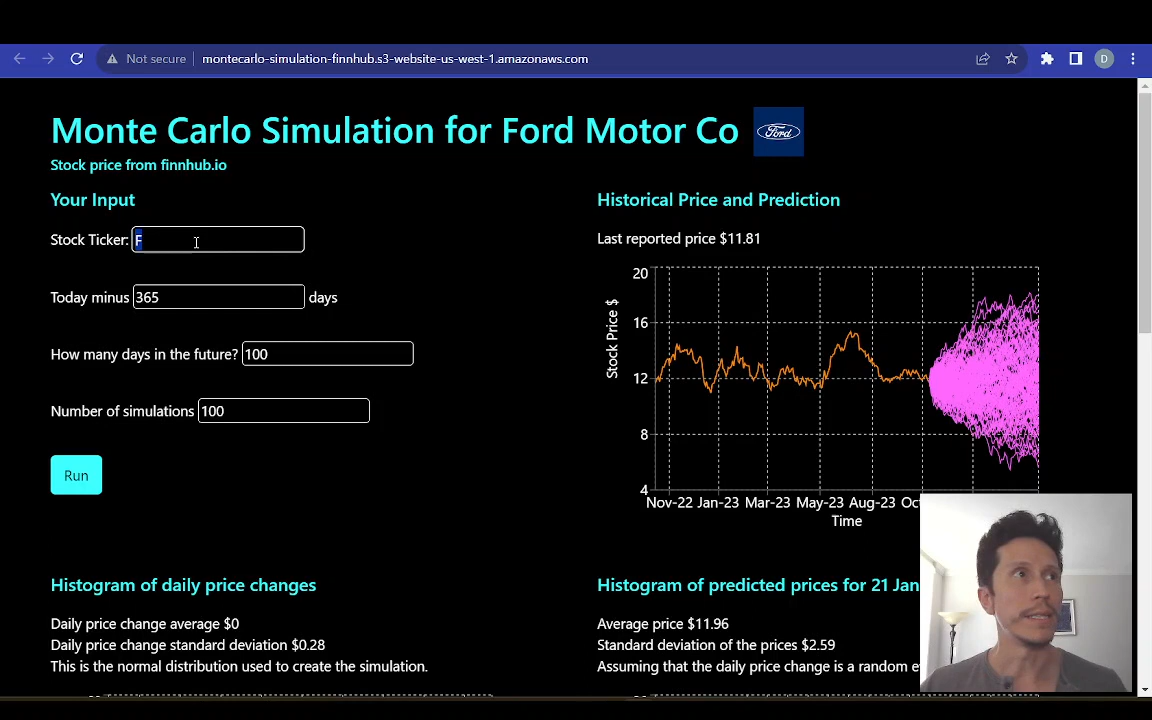 Not secure
montecarlo-simulation-finnhub.s3-website-us-west-1.amazonaws.com
D
Monte Carlo Simulation for Ford Motor Co
Ford
Stock price from finnhub.io
Your Input
Stock Ticker: F
Today minus 365 days
How many days in the future? 100
Number of simulations 100
Run
Historical Price and Prediction
Last reported price $11.81
Stock Price $
20
16
12
8
4
Nov-22 Jan-23 Mar-23 May-23 Aug-23
Time
Histogram of daily price changes
Daily price change average $0
Daily price change standard deviation $0.28
This is the normal distribution used to create the simulation.
Histogram of predicted prices for 21 Jan
Average price $11.96
Standard deviation of the prices $2.59
Assuming that the daily price change is a random